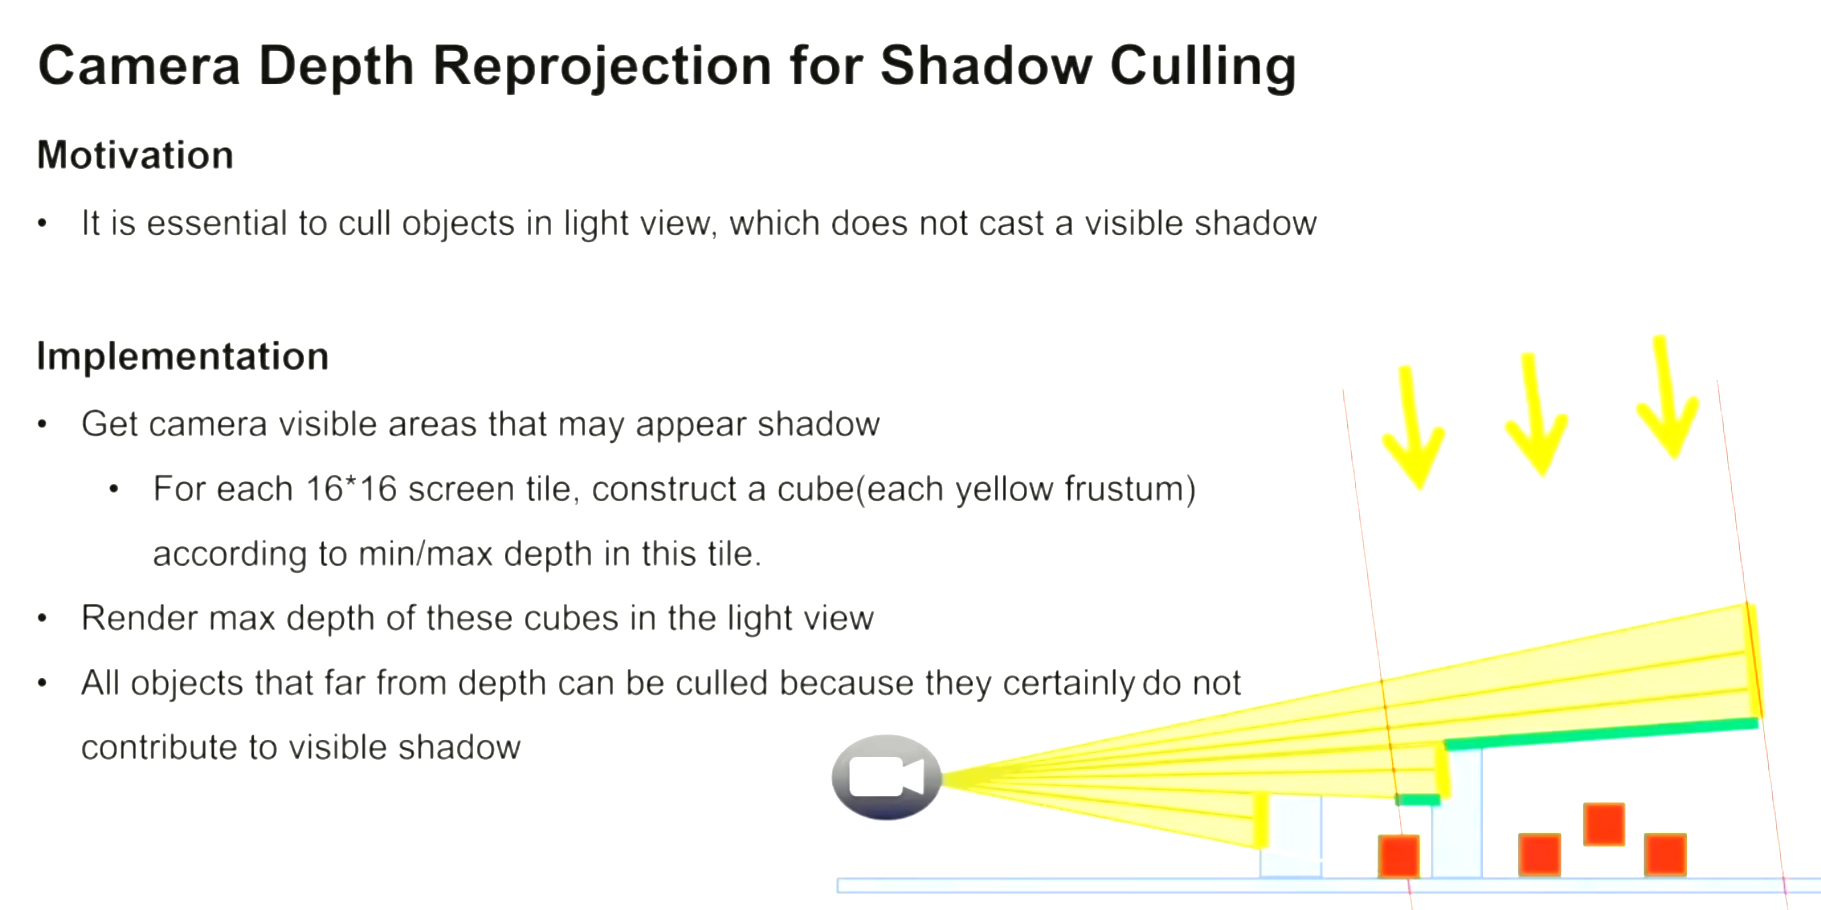 Camera Depth Reprojection for Shadow Culling
Motivation
• It is essential to cull objects in light view, which does not cast a visible shadow
Implementation
• Get camera visible areas that may appear shadow
• For each 16*16 screen tile, construct a cube(each yellow frustum)
according to min/max depth in this tile.
• Render max depth of these cubes in the light view
• All objects that far from depth can be culled because they certainly do not
contribute to visible shadow